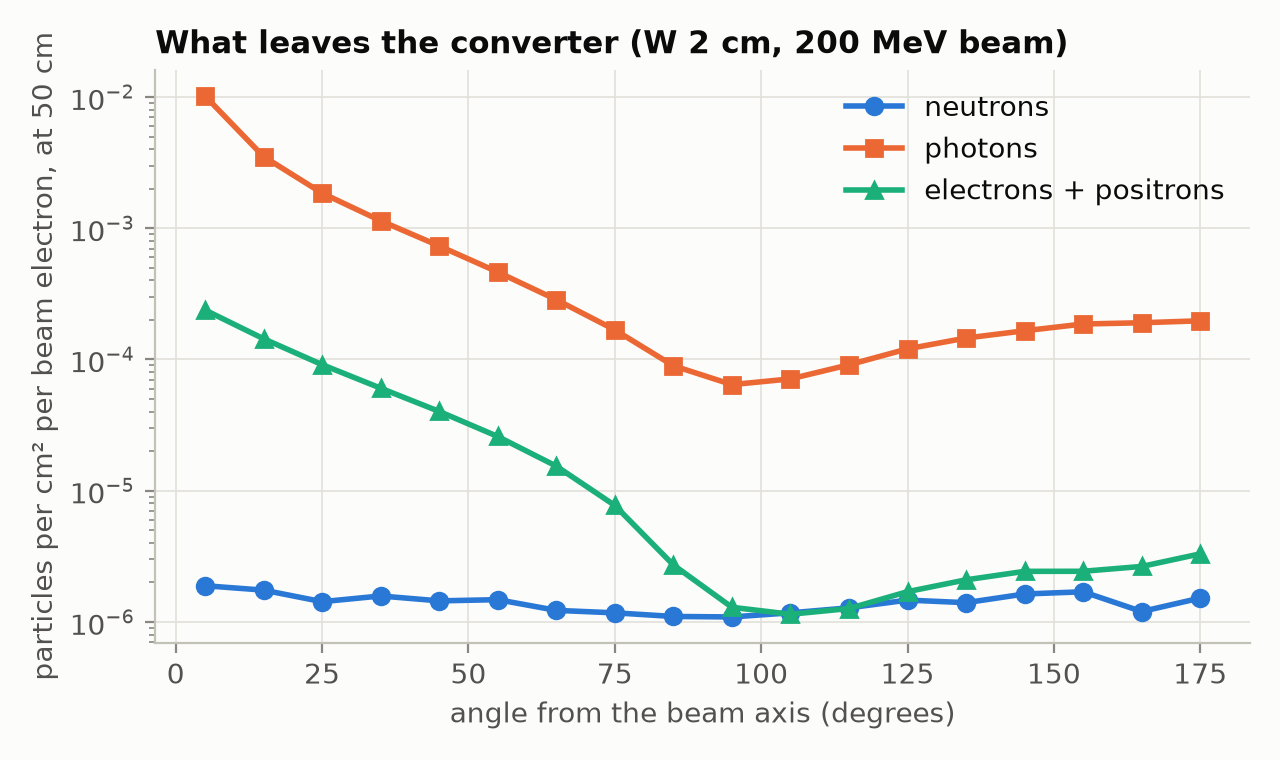 What leaves the converter (W 2 cm, 200 MeV beam)
particles per cm² per beam electron, at 50 cm
10⁻²
10⁻³
10⁻⁴
10⁻⁵
10⁻⁶
neutrons
photons
electrons + positrons
0 25 50 75 100 125 150 175
angle from the beam axis (degrees)